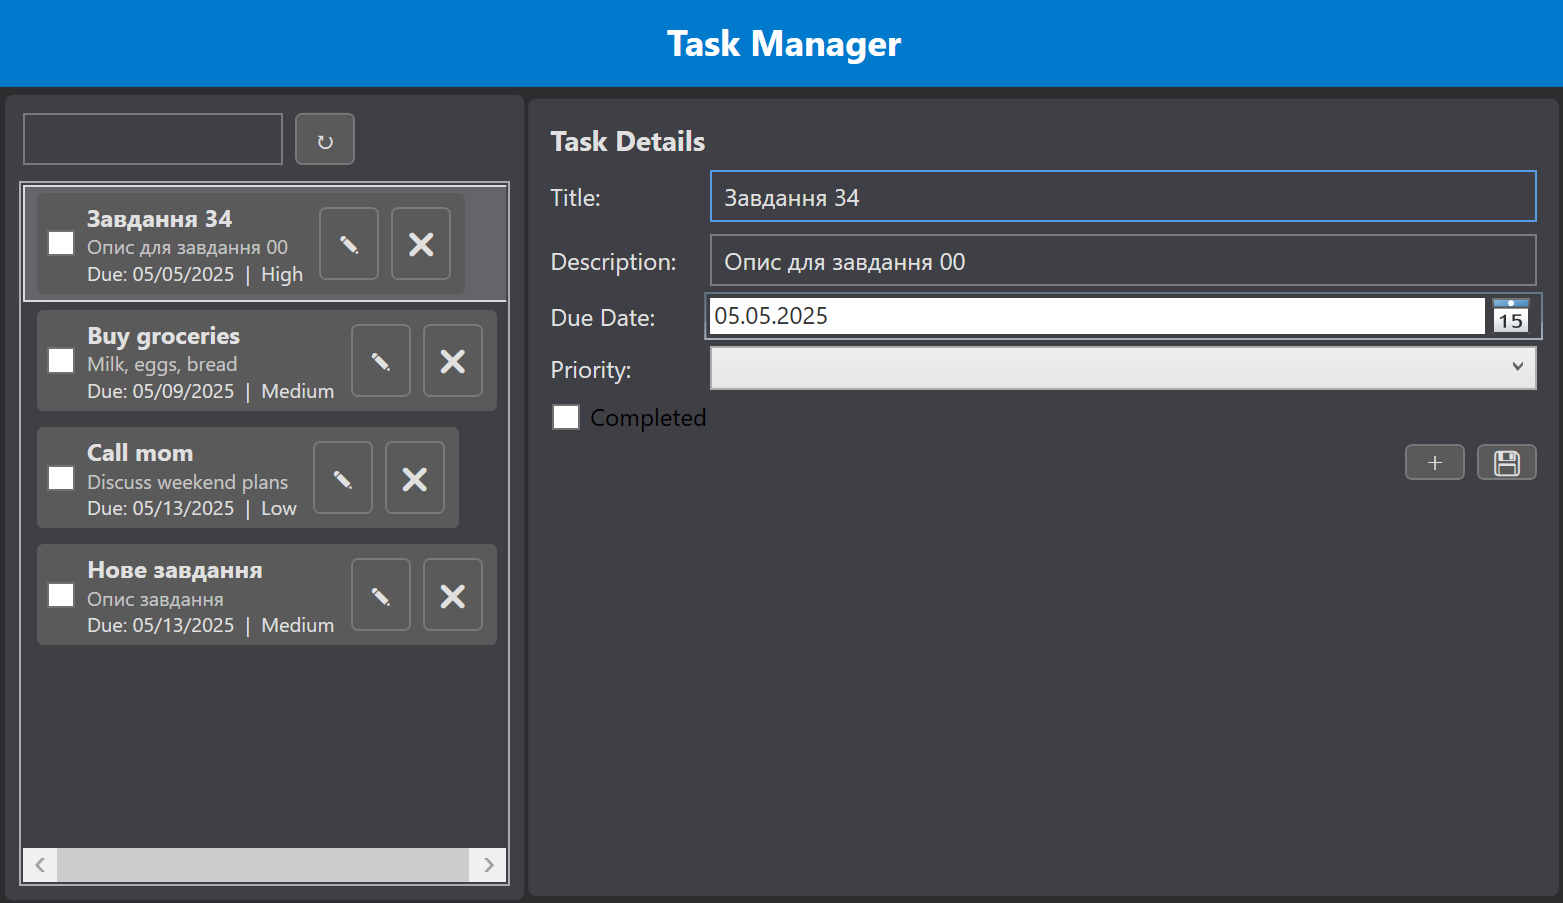 Task Manager
↻
Завдання 34
Опис для завдання 00
Due: 05/05/2025 | High
Buy groceries
Milk, eggs, bread
Due: 05/09/2025 | Medium
Call mom
Discuss weekend plans
Due: 05/13/2025 | Low
Нове завдання
Опис завдання
Due: 05/13/2025 | Medium
Task Details
Title: Завдання 34
Description: Опис для завдання 00
Due Date: 05.05.2025 15
Priority:
Completed
+